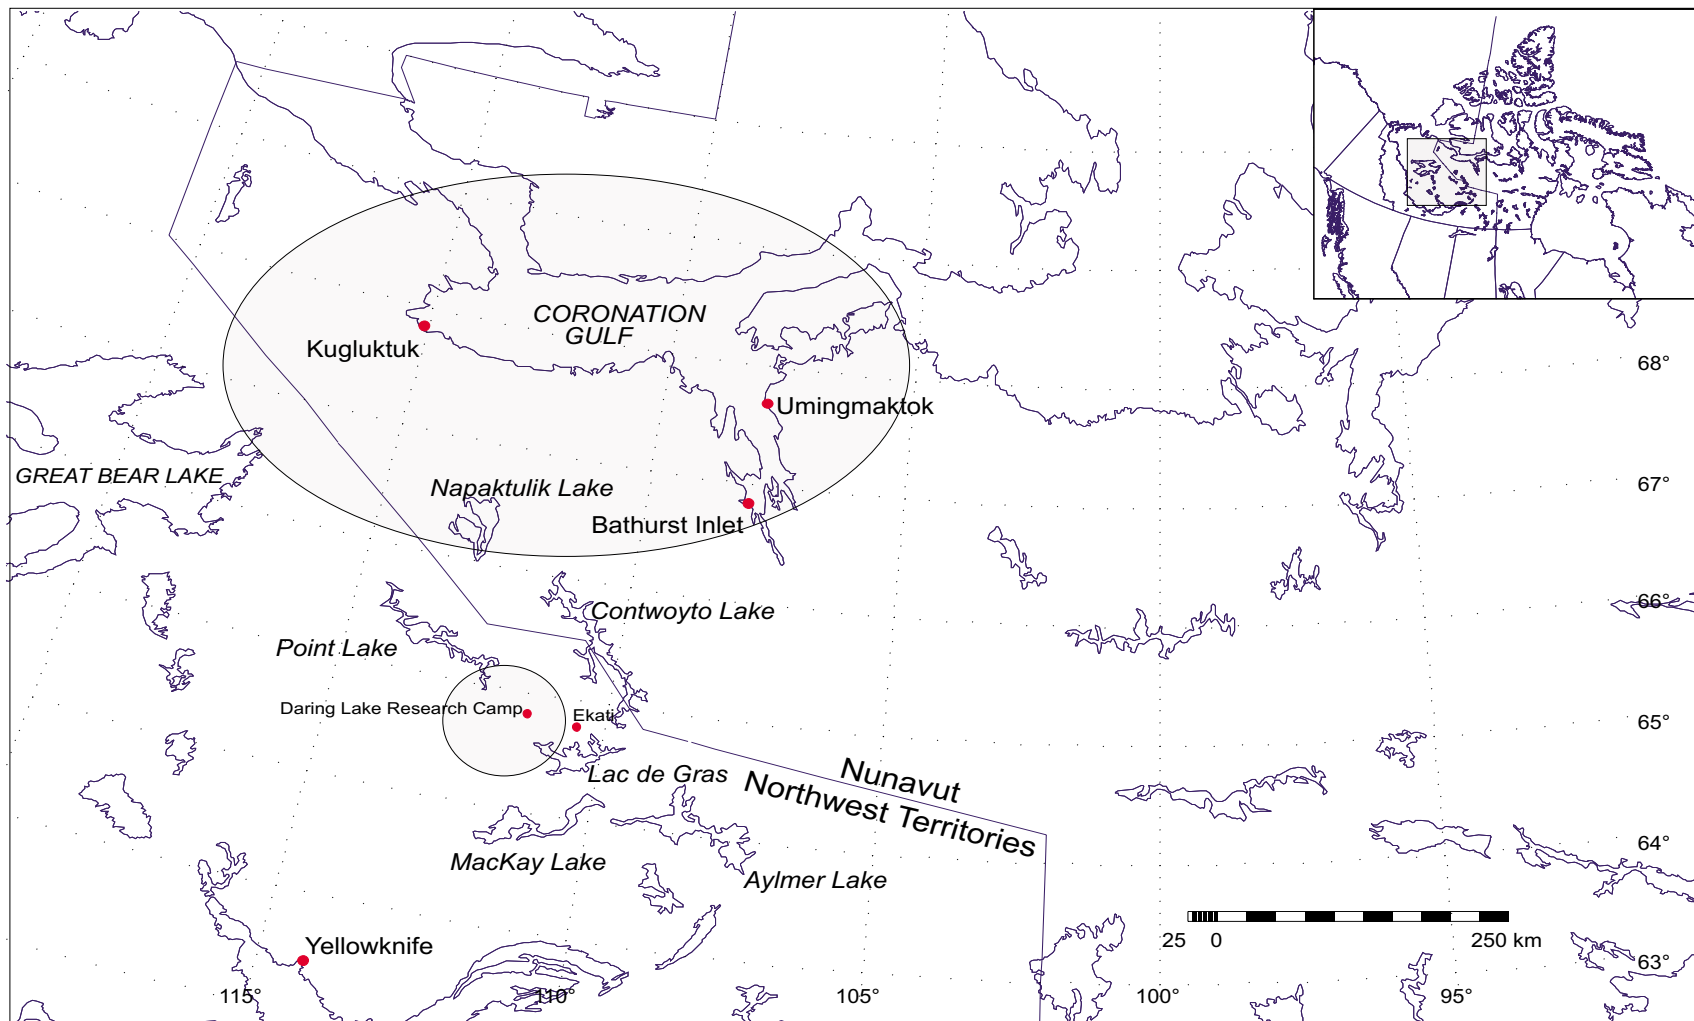 CORONATION
GULF
Kugluktuk
68°
Umingmaktok
GREAT BEAR LAKE
Napaktulik Lake
67°
Bathurst Inlet
66°
Contwoyto Lake
Point Lake
Daring Lake Research Camp
Ekati
65°
Lac de Gras
Nunavut
Northwest Territories
64°
MacKay Lake
Aylmer Lake
Yellowknife
25 0 250 km
63°
115° 110° 105° 100° 95°